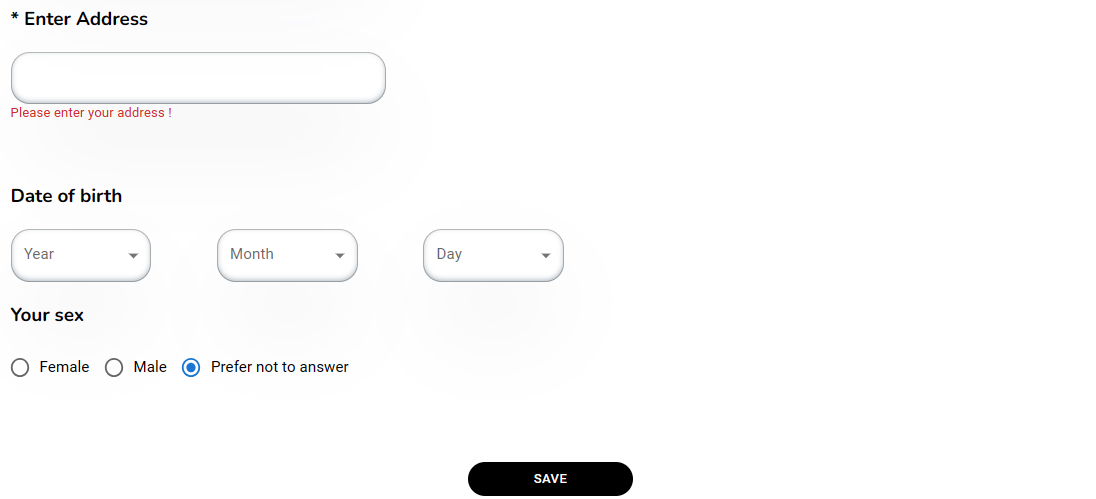 * Enter Address
Please enter your address !
Date of birth
Year Month Day
Your sex
Female Male Prefer not to answer
SAVE